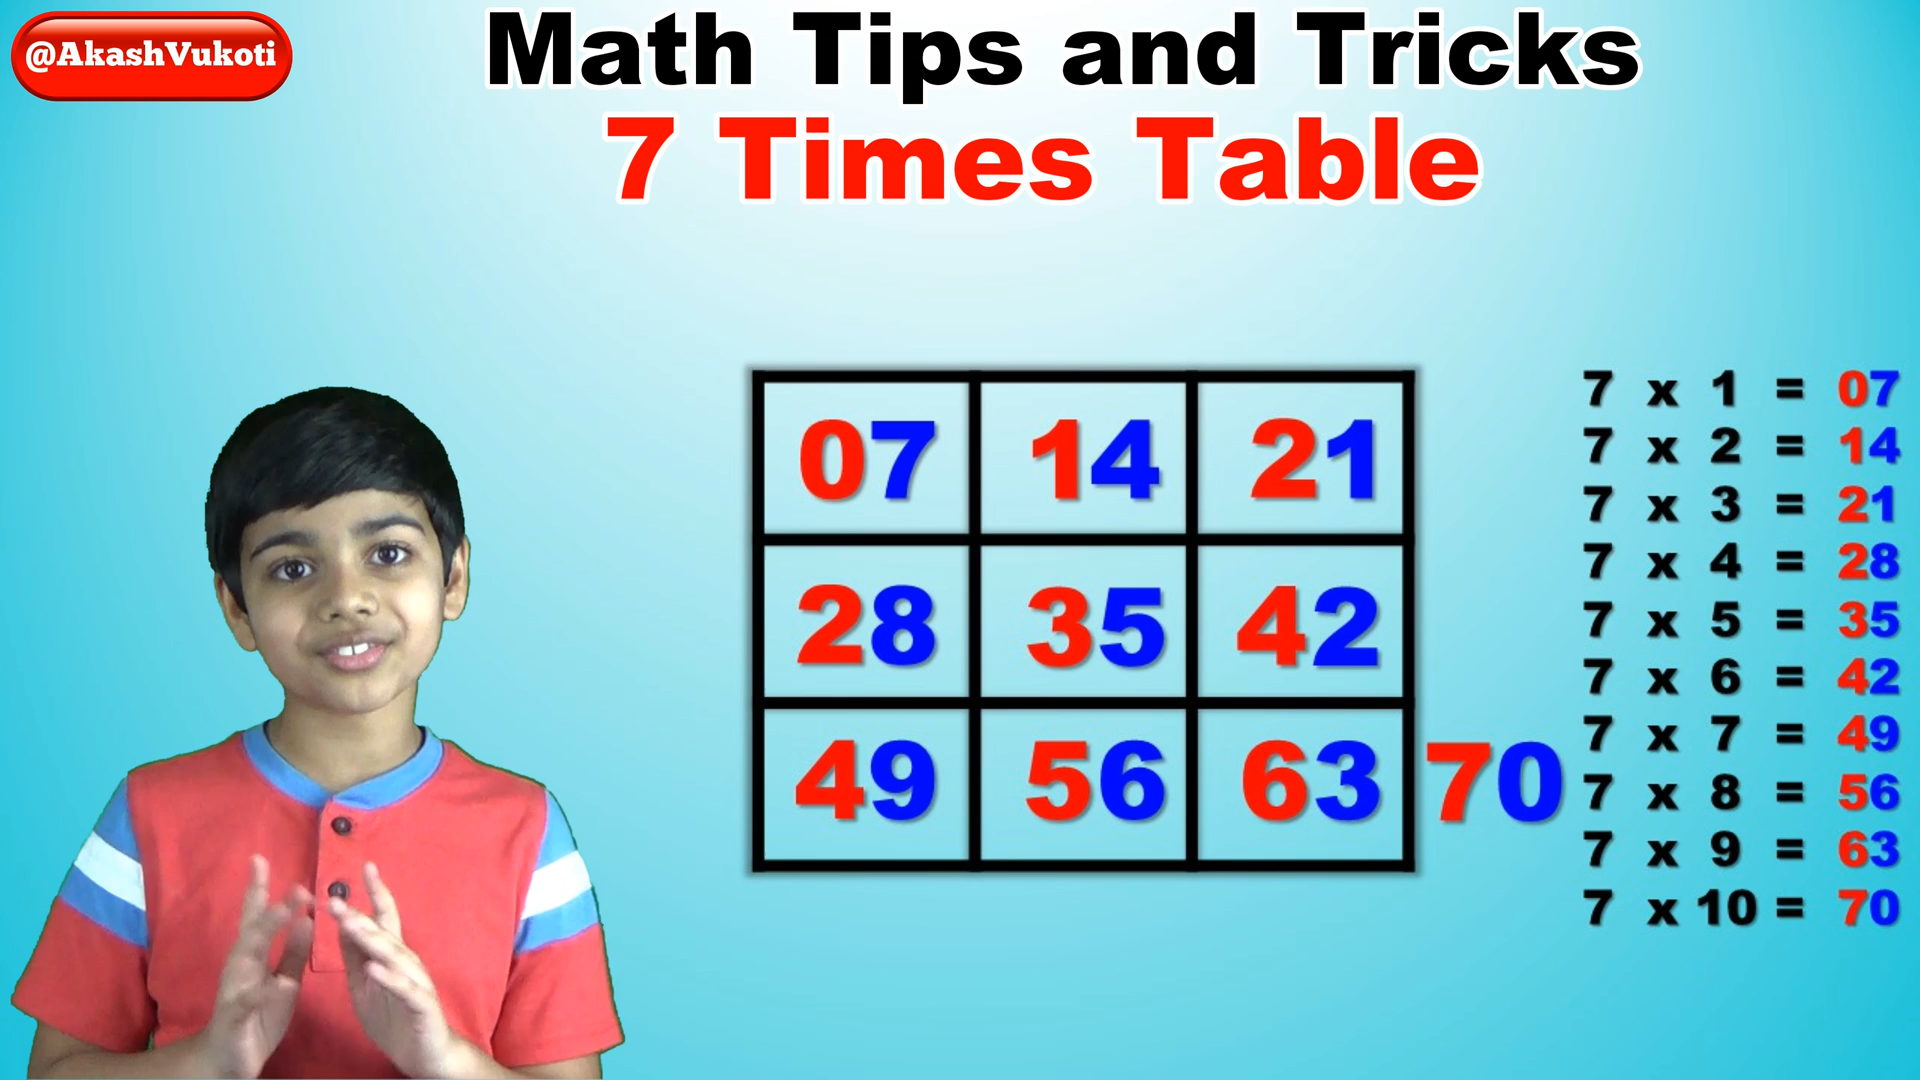 @AkashVukoti
Math Tips and Tricks
7 Times Table
07 14 21
28 35 42
49 56 63 70
7 x 1 = 07
7 x 2 = 14
7 x 3 = 21
7 x 4 = 28
7 x 5 = 35
7 x 6 = 42
7 x 7 = 49
7 x 8 = 56
7 x 9 = 63
7 x 10 = 70